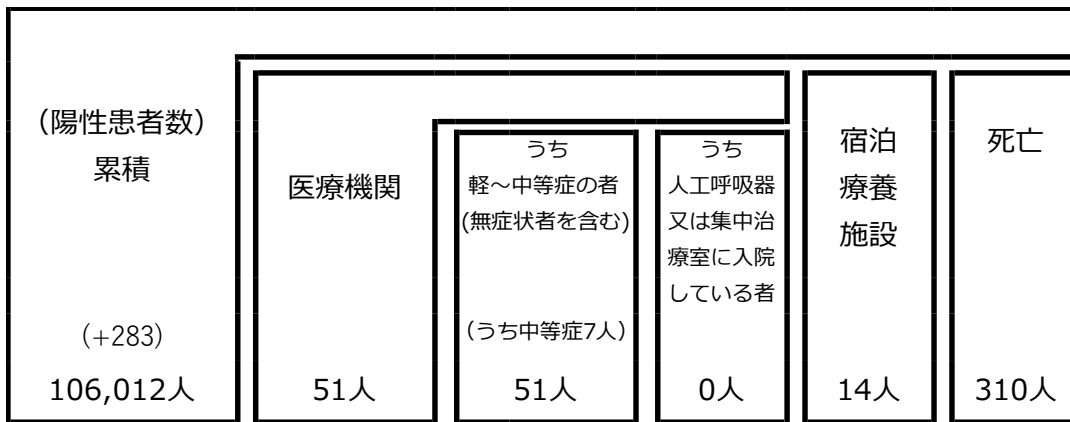 （陽性患者数）
累積
(+283)
106,012人
医療機関
51人
うち
軽～中等症の者
(無症状者を含む)
（うち中等症7人）
51人
うち
人工呼吸器
又は集中治
療室に入院
している者
0人
宿泊
療養
施設
14人
死亡
310人